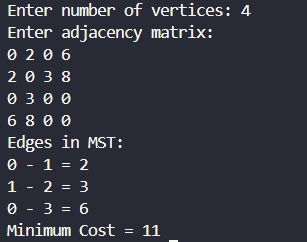 Enter number of vertices: 4
Enter adjacency matrix:
0 2 0 6
2 0 3 8
0 3 0 0
6 8 0 0
Edges in MST:
0 - 1 = 2
1 - 2 = 3
0 - 3 = 6
Minimum Cost = 11